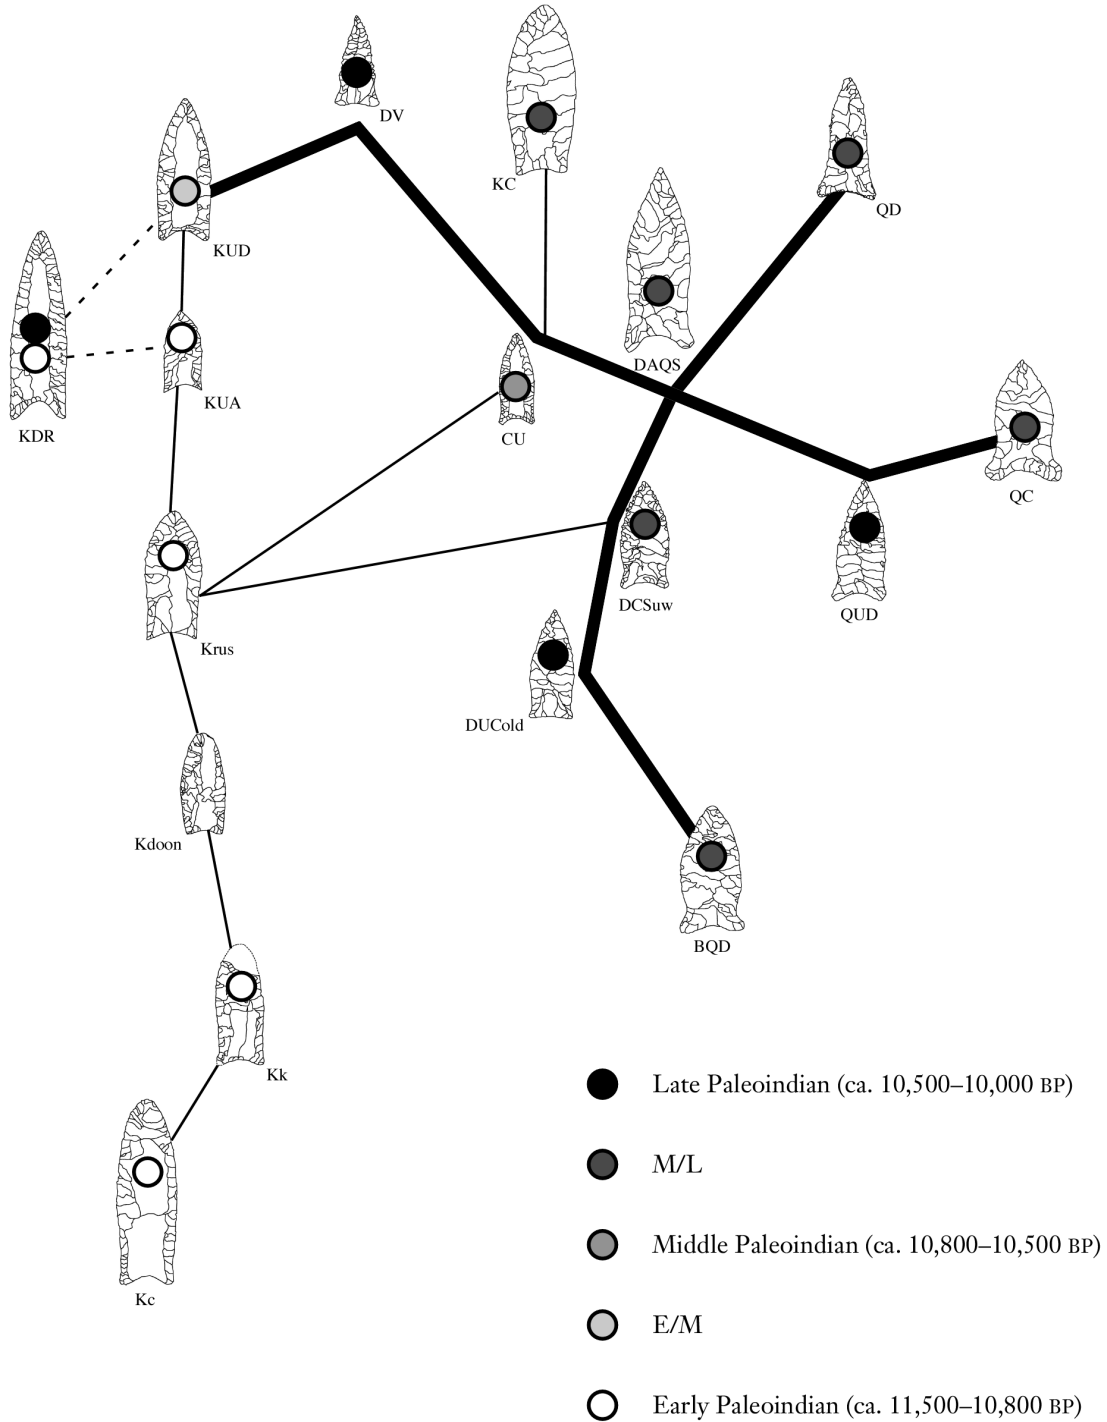 DV
KC
QD
KUD
DAQS
KUA
KDR
CU
QC
DCSuw
QUD
Krus
DUCold
Kdoon
BQD
Kk
Late Paleoindian (ca. 10,500–10,000 BP)
M/L
Middle Paleoindian (ca. 10,800–10,500 BP)
Kc
E/M
Early Paleoindian (ca. 11,500–10,800 BP)